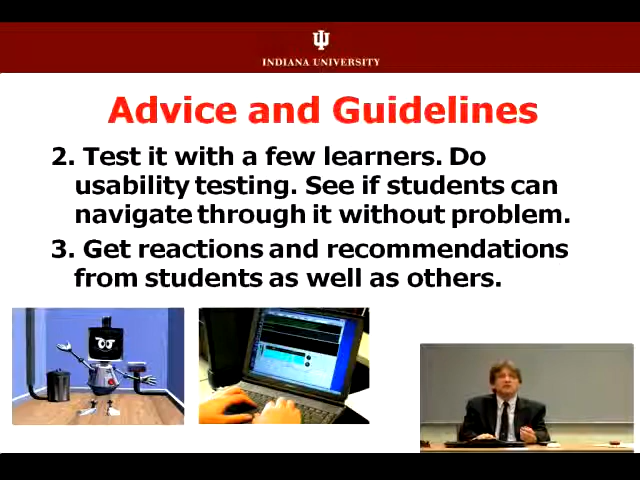 INDIANA UNIVERSITY
Advice and Guidelines
2. Test it with a few learners. Do
usability testing. See if students can
navigate through it without problem.
3. Get reactions and recommendations
from students as well as others.